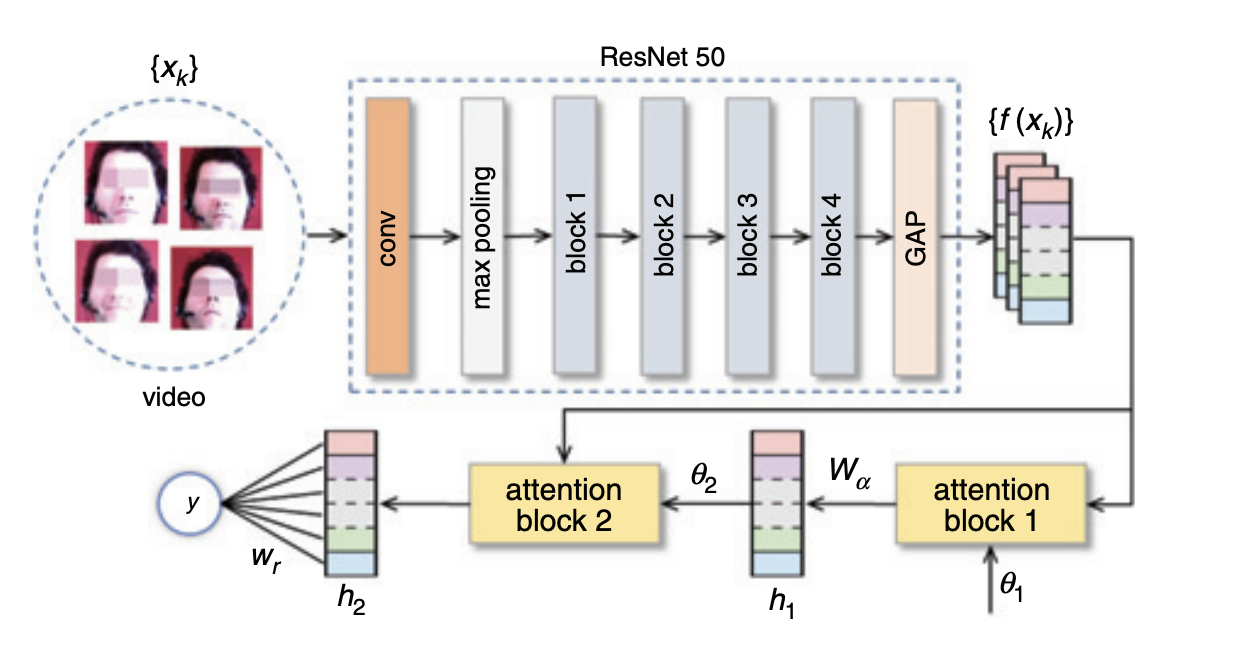 ResNet 50
{x_k}
{f (x_k)}
conv
max pooling
block 1
block 2
block 3
block 4
GAP
video
y
w_r
h_2
attention
block 2
θ_2
h_1
W_α
attention
block 1
θ_1